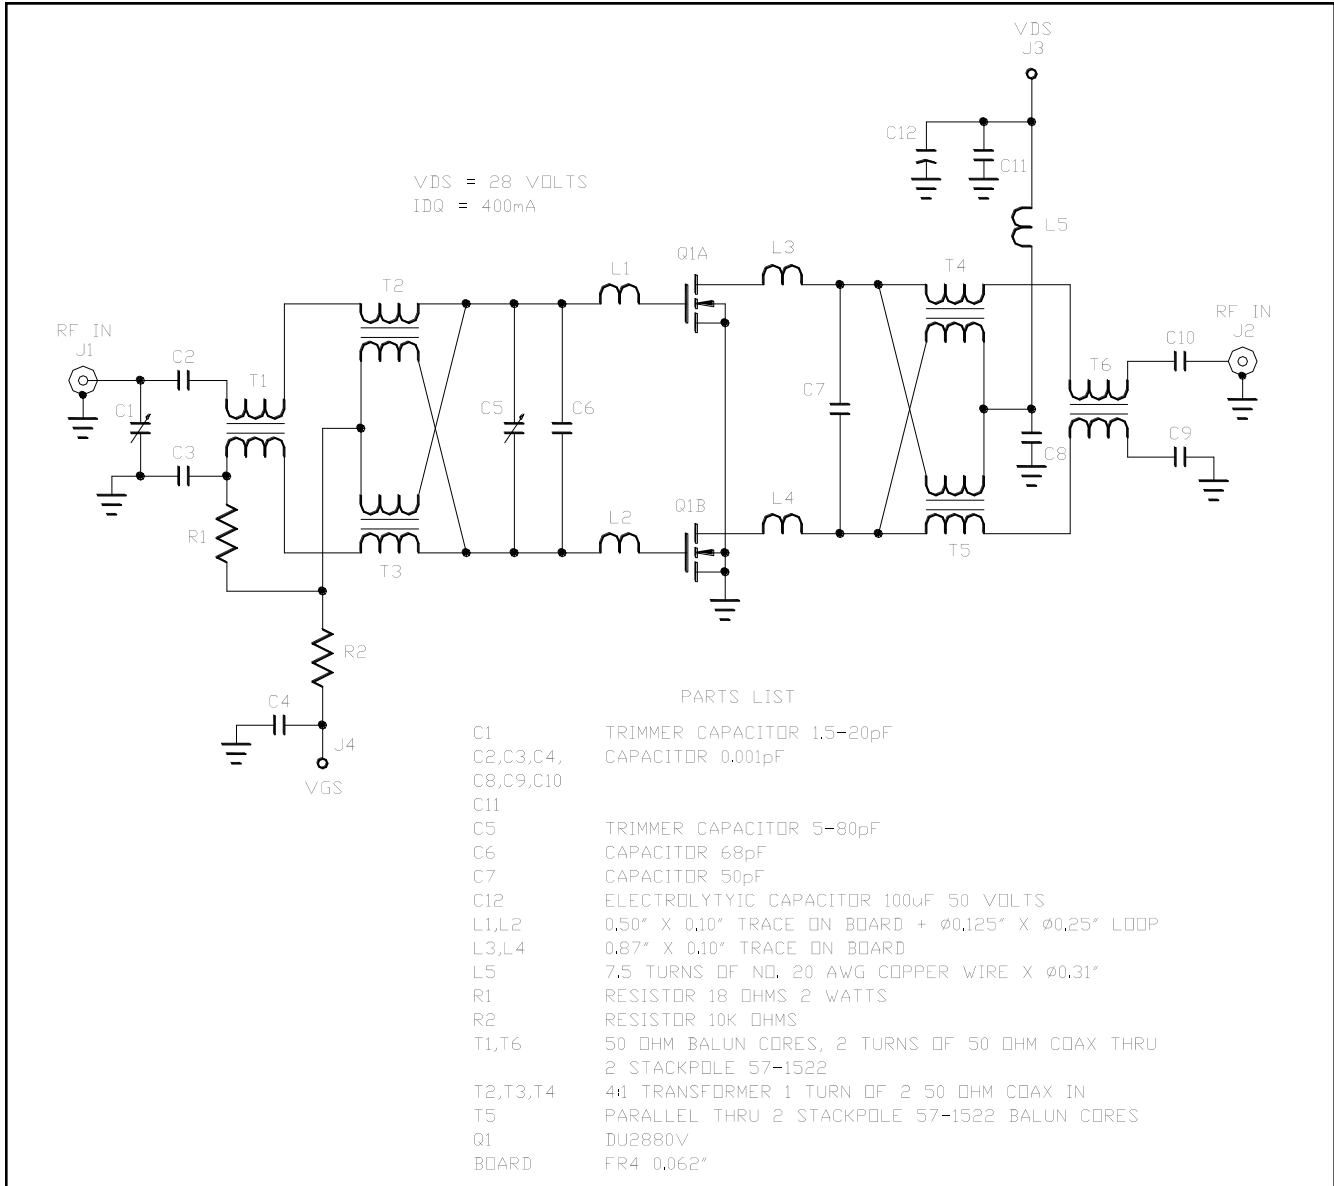 VDS
J3
C12
C11
VDS = 28 VOLTS
IDQ = 400mA
L5
Q1A
L3
L1
T2
T4
RF IN
J1
RF IN
J2
C2
C10
T1
T6
C1
C5
C6
C7
C3
C8
C9
R1
L2
Q1B
L4
T3
T5
R2
C4
J4
VGS
PARTS LIST
C1 TRIMMER CAPACITOR 1.5-20pF
C2,C3,C4, CAPACITOR 0.001pF
C8,C9,C10
C11
C5 TRIMMER CAPACITOR 5-80pF
C6 CAPACITOR 68pF
C7 CAPACITOR 50pF
C12 ELECTROLYTYIC CAPACITOR 100uF 50 VOLTS
L1,L2 0.50" X 0.10" TRACE ON BOARD + ø0.125" X ø0.25" LOOP
L3,L4 0.87" X 0.10" TRACE ON BOARD
L5 7.5 TURNS OF NO. 20 AWG COPPER WIRE X ø0.31"
R1 RESISTOR 18 OHMS 2 WATTS
R2 RESISTOR 10K OHMS
T1,T6 50 OHM BALUN CORES, 2 TURNS OF 50 OHM COAX THRU
2 STACKPOLE 57-1522
T2,T3,T4 4:1 TRANSFORMER 1 TURN OF 2 50 OHM COAX IN
T5 PARALLEL THRU 2 STACKPOLE 57-1522 BALUN CORES
Q1 DU2880V
BOARD FR4 0.062"